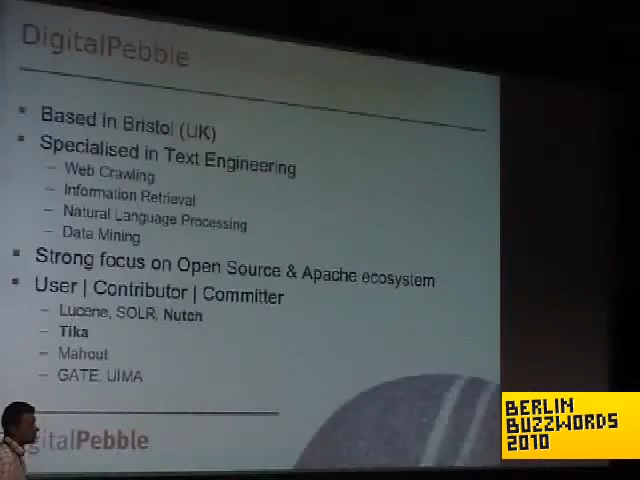 DigitalPebble
▪ Based in Bristol (UK)
▪ Specialised in Text Engineering
– Web Crawling
– Information Retrieval
– Natural Language Processing
– Data Mining
▪ Strong focus on Open Source & Apache ecosystem
▪ User | Contributor | Committer
– Lucene, SOLR, Nutch
– Tika
– Mahout
– GATE, UIMA
gitalPebble
BERLIN
BUZZWORDS
2010